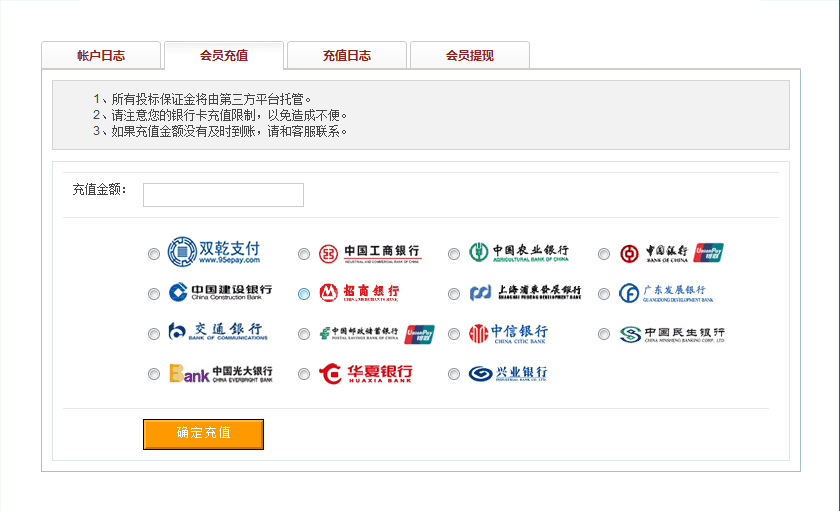 帐户日志 会员充值 充值日志 会员提现
1、所有投标保证金将由第三方平台托管。
2、请注意您的银行卡充值限制，以免造成不便。
3、如果充值金额没有及时到账，请和客服联系。
充值金额：
双乾支付
www.95epay.com
中国工商银行
INDUSTRIAL AND COMMERCIAL BANK OF CHINA
中国农业银行
AGRICULTURAL BANK OF CHINA
中国银行
BANK OF CHINA
UnionPay
银联
中国建设银行
China Construction Bank
招商银行
CHINA MERCHANTS BANK
上海浦东发展银行
SHANGHAI PUDONG DEVELOPMENT BANK
广东发展银行
GUANGDONG DEVELOPMENT BANK
交通银行
BANK OF COMMUNICATIONS
中国邮政储蓄银行
POSTAL SAVINGS BANK OF CHINA
UnionPay
银联
中信银行
CHINA CITIC BANK
中国民生银行
CHINA MINSHENG BANKING CORP., LTD.
Bank
中国光大银行
CHINA EVERBRIGHT BANK
华夏银行
HUAXIA BANK
兴业银行
INDUSTRIAL BANK CO.,LTD.
确定充值